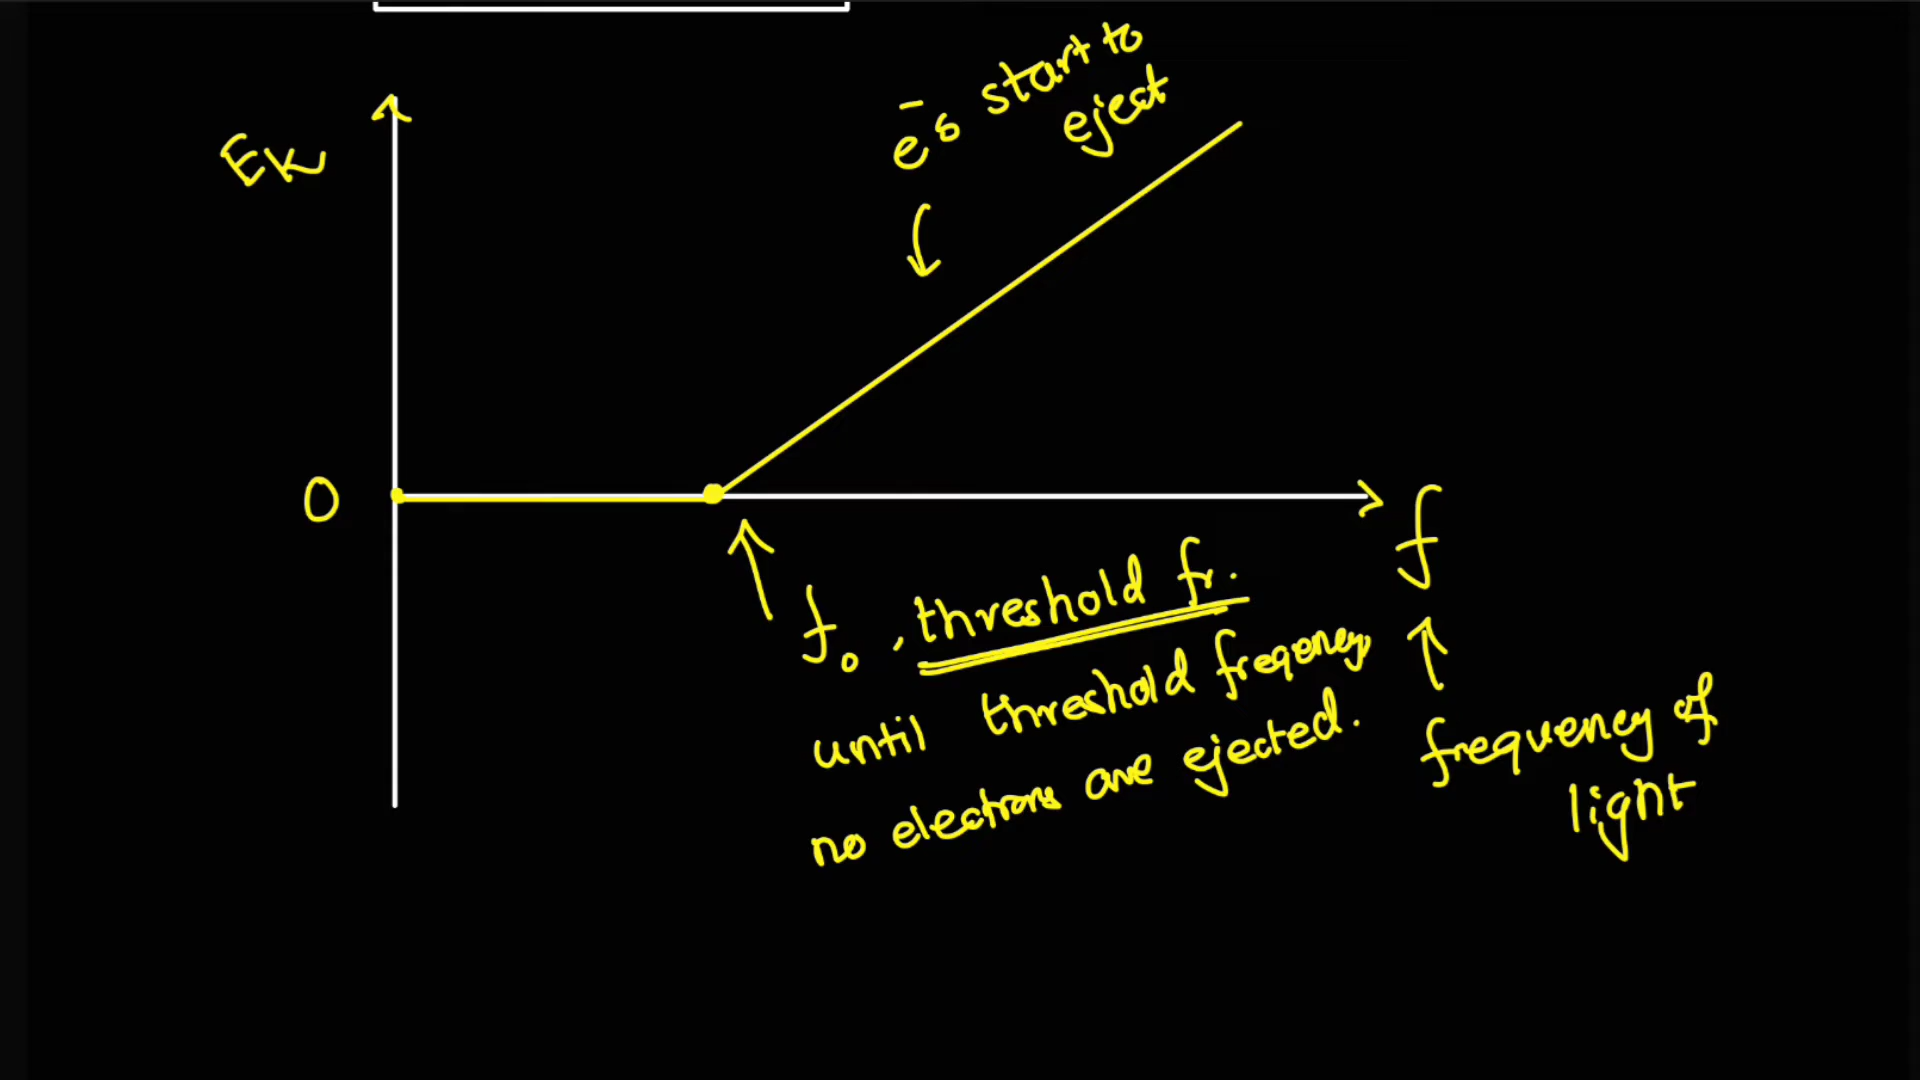 e⁻s start to
eject
EK
0
f
f₀, threshold fr.
until threshold freqency,
no electrons are ejected.
frequency of
light